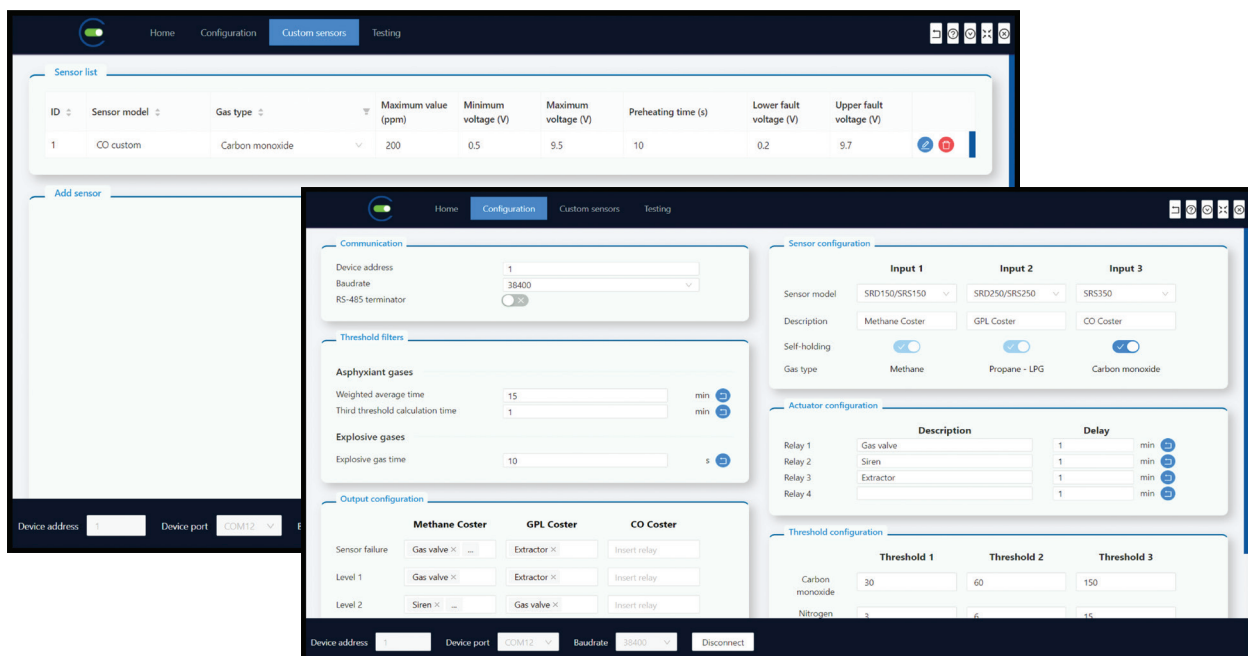 Home Configuration Custom sensors Testing
Sensor list
ID Sensor model Gas type Maximum value (ppm) Minimum voltage (V) Maximum voltage (V) Preheating time (s) Lower fault voltage (V) Upper fault voltage (V)
1 CO custom Carbon monoxide 200 0.5 9.5 10 0.2 9.7
Add sensor
Device address 1 Device port COM12
Home Configuration Custom sensors Testing
Communication
Device address 1
Baudrate 38400
RS-485 terminator
Threshold filters
Asphyxiant gases
Weighted average time 15 min
Third threshold calculation time 1 min
Explosive gases
Explosive gas time 10 s
Output configuration
Methane Coster GPL Coster CO Coster
Sensor failure Gas valve × ... Extractor × Insert relay
Level 1 Gas valve × Extractor × Insert relay
Level 2 Siren × ... Gas valve × Insert relay
Sensor configuration
Input 1 Input 2 Input 3
Sensor model SRD150/SRS150 SRD250/SRS250 SRS350
Description Methane Coster GPL Coster CO Coster
Self-holding
Gas type Methane Propane - LPG Carbon monoxide
Actuator configuration
Description Delay
Relay 1 Gas valve 1 min
Relay 2 Siren 1 min
Relay 3 Extractor 1 min
Relay 4 1 min
Threshold configuration
Threshold 1 Threshold 2 Threshold 3
Carbon monoxide 30 60 150
Nitrogen 3 6 15
Device address 1 Device port COM12 Baudrate 38400 Disconnect